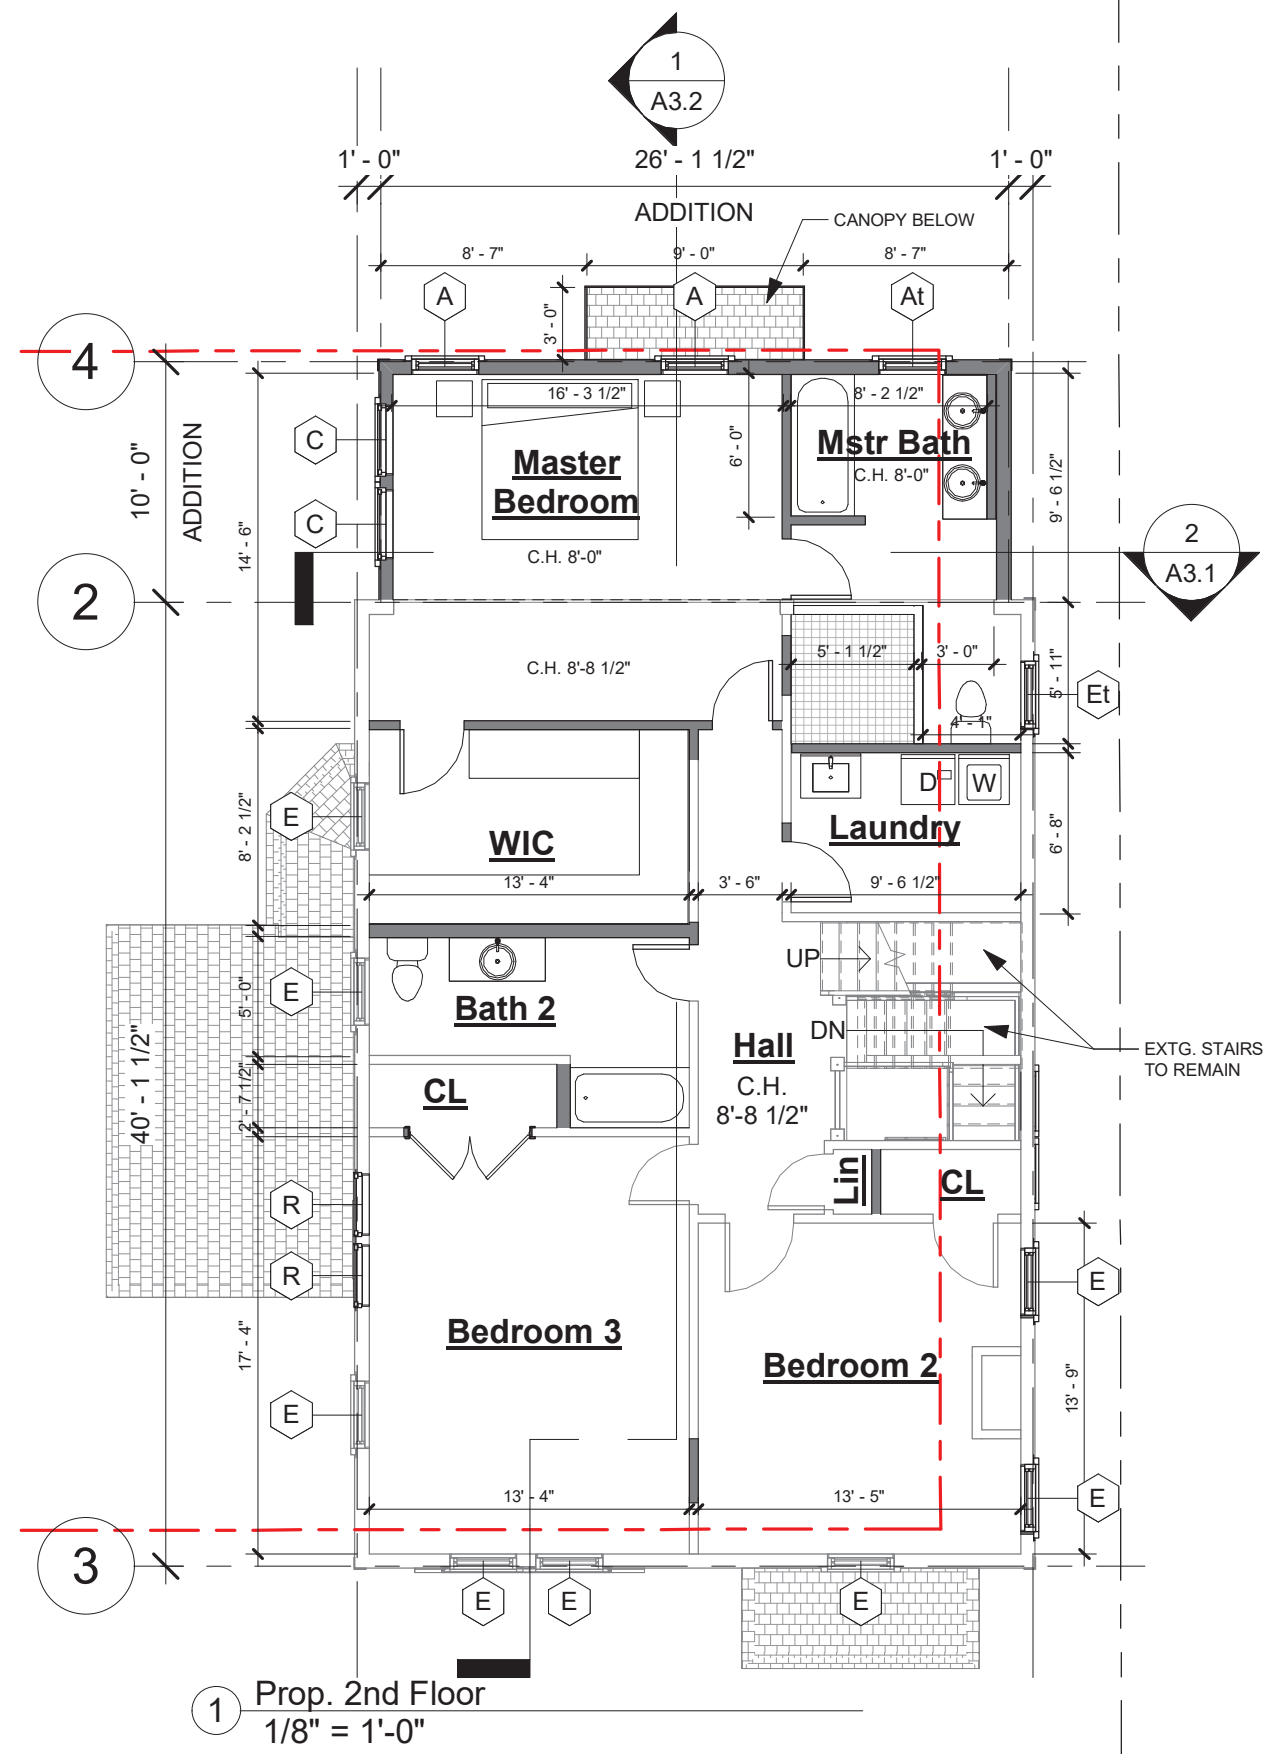 1
A3.2
1' - 0"
26' - 1 1/2"
1' - 0"
ADDITION
CANOPY BELOW
8' - 7"
9' - 0"
8' - 7"
A
A
At
3' - 0"
4
16' - 3 1/2"
8' - 2 1/2"
C
Master
Bedroom
C.H. 8'-0"
6' - 0"
Mstr Bath
C.H. 8'-0"
9' - 6 1/2"
10' - 0"
ADDITION
14' - 6"
C
2
A3.1
2
C.H. 8'-8 1/2"
5' - 1 1/2"
3' - 0"
5' - 11"
Et
4' - 1"
D
W
E
8' - 2 1/2"
WIC
Laundry
6' - 8"
13' - 4"
3' - 6"
9' - 6 1/2"
UP
E
5' - 0"
Bath 2
DN
Hall
C.H.
8'-8 1/2"
EXTG. STAIRS
TO REMAIN
40' - 1 1/2"
2' - 7 1/2"
CL
Lin
CL
R
R
E
Bedroom 3
17' - 4"
Bedroom 2
E
13' - 9"
E
13' - 4"
13' - 5"
E
3
E
E
E
1
Prop. 2nd Floor
1/8" = 1'-0"